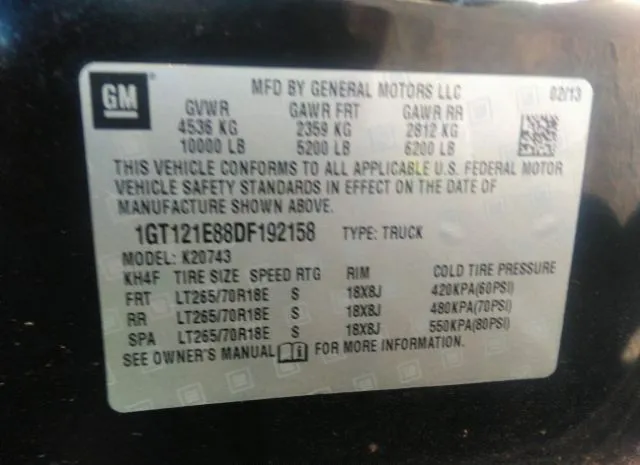 GM
MFD BY GENERAL MOTORS LLC 02/13
GVWR GAWR FRT GAWR RR
4536 KG 2359 KG 2812 KG
10000 LB 5200 LB 6200 LB
THIS VEHICLE CONFORMS TO ALL APPLICABLE U.S. FEDERAL MOTOR
VEHICLE SAFETY STANDARDS IN EFFECT ON THE DATE OF
MANUFACTURE SHOWN ABOVE.
1GT121E88DF192158 TYPE: TRUCK
MODEL: K20743
KH4F TIRE SIZE SPEED RTG RIM COLD TIRE PRESSURE
FRT LT265/70R18E S 18X8J 420KPA(60PSI)
RR LT265/70R18E S 18X8J 480KPA(70PSI)
SPA LT265/70R18E S 18X8J 550KPA(80PSI)
SEE OWNER'S MANUAL FOR MORE INFORMATION.